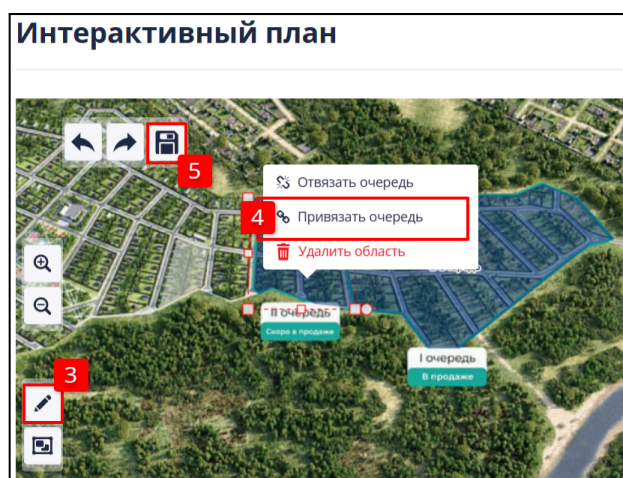 Интерактивный план
5
Отвязать очередь
4
Привязать очередь
Удалить область
II очередь
Скоро в продаже
I очередь
В продаже
3